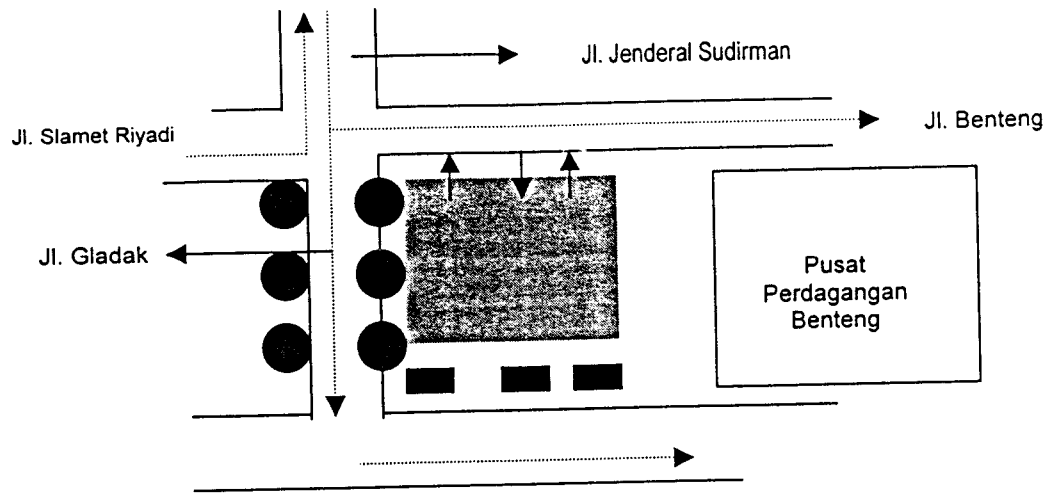 Jl. Jenderal Sudirman
Jl. Slamet Riyadi
Jl. Benteng
Jl. Gladak
Pusat
Perdagangan
Benteng